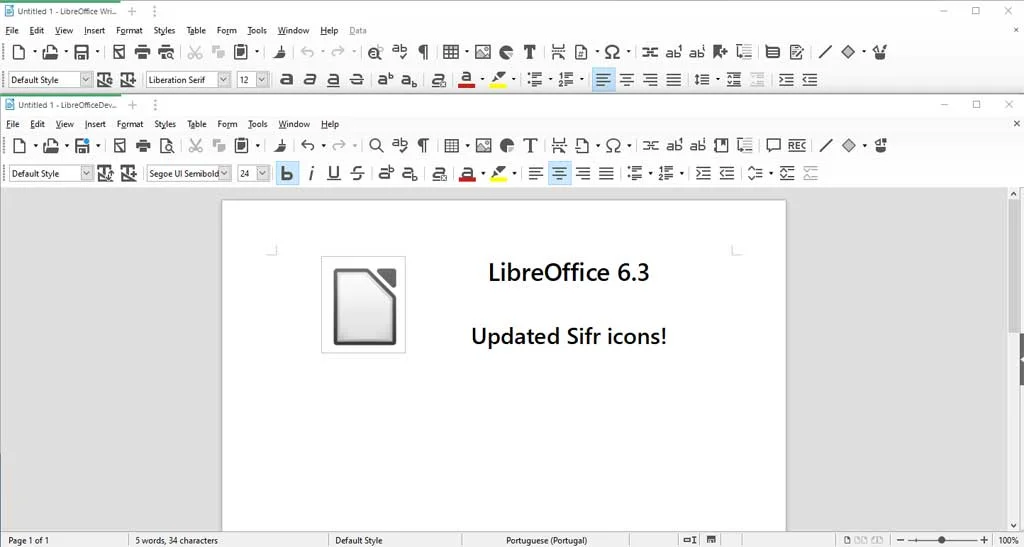 Untitled 1 - LibreOffice Wri...
File Edit View Insert Format Styles Table Form Tools Window Help Data
Default Style Liberation Serif 12
Untitled 1 - LibreOfficeDev...
File Edit View Insert Format Styles Table Form Tools Window Help
REC
Default Style Segoe UI Semibold 24
LibreOffice 6.3
Updated Sifr icons!
Page 1 of 1 5 words, 34 characters Default Style Portuguese (Portugal) 100%